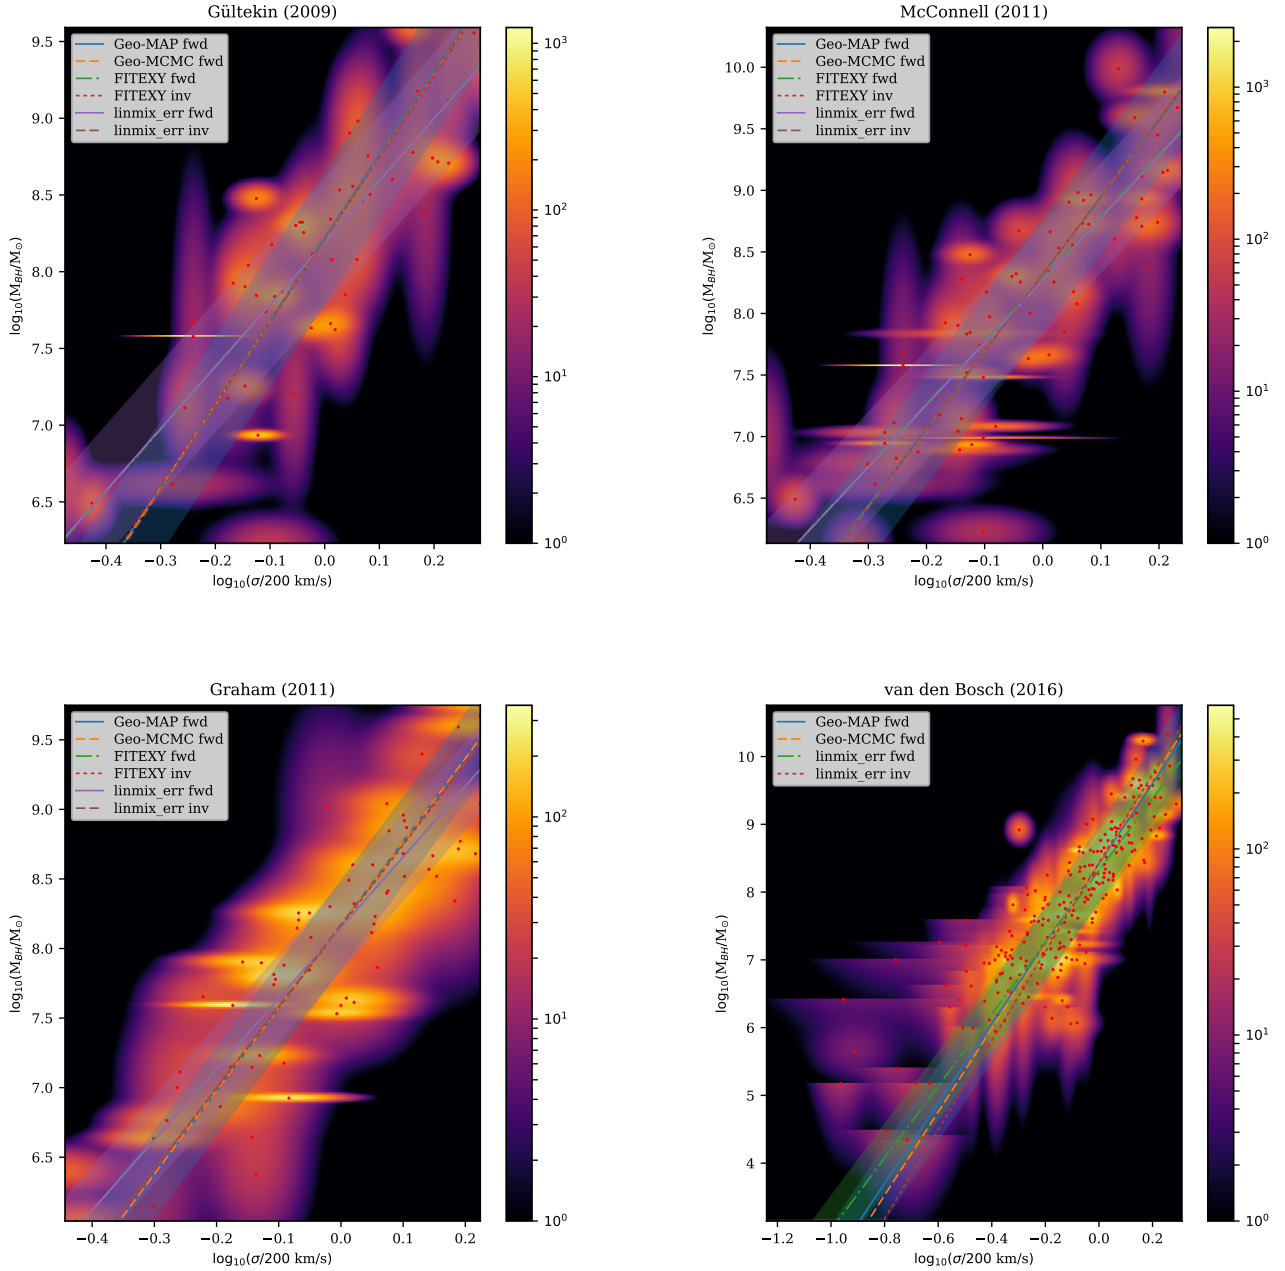 Gültekin (2009)
Geo-MAP fwd
Geo-MCMC fwd
FITEXY fwd
FITEXY inv
linmix_err fwd
linmix_err inv
9.5
9.0
8.5
8.0
7.5
7.0
6.5
log10(MBH/M☉)
−0.4 −0.3 −0.2 −0.1 0.0 0.1 0.2
log10(σ/200 km/s)
10³
10²
10¹
10⁰
McConnell (2011)
Geo-MAP fwd
Geo-MCMC fwd
FITEXY fwd
FITEXY inv
linmix_err fwd
linmix_err inv
10.0
9.5
9.0
8.5
8.0
7.5
7.0
6.5
log10(MBH/M☉)
−0.4 −0.3 −0.2 −0.1 0.0 0.1 0.2
log10(σ/200 km/s)
10³
10²
10¹
10⁰
Graham (2011)
Geo-MAP fwd
Geo-MCMC fwd
FITEXY fwd
FITEXY inv
linmix_err fwd
linmix_err inv
9.5
9.0
8.5
8.0
7.5
7.0
6.5
log10(MBH/M☉)
−0.4 −0.3 −0.2 −0.1 0.0 0.1 0.2
log10(σ/200 km/s)
10²
10¹
10⁰
van den Bosch (2016)
Geo-MAP fwd
Geo-MCMC fwd
linmix_err fwd
linmix_err inv
10
9
8
7
6
5
4
log10(MBH/M☉)
−1.2 −1.0 −0.8 −0.6 −0.4 −0.2 0.0 0.2
log10(σ/200 km/s)
10²
10¹
10⁰